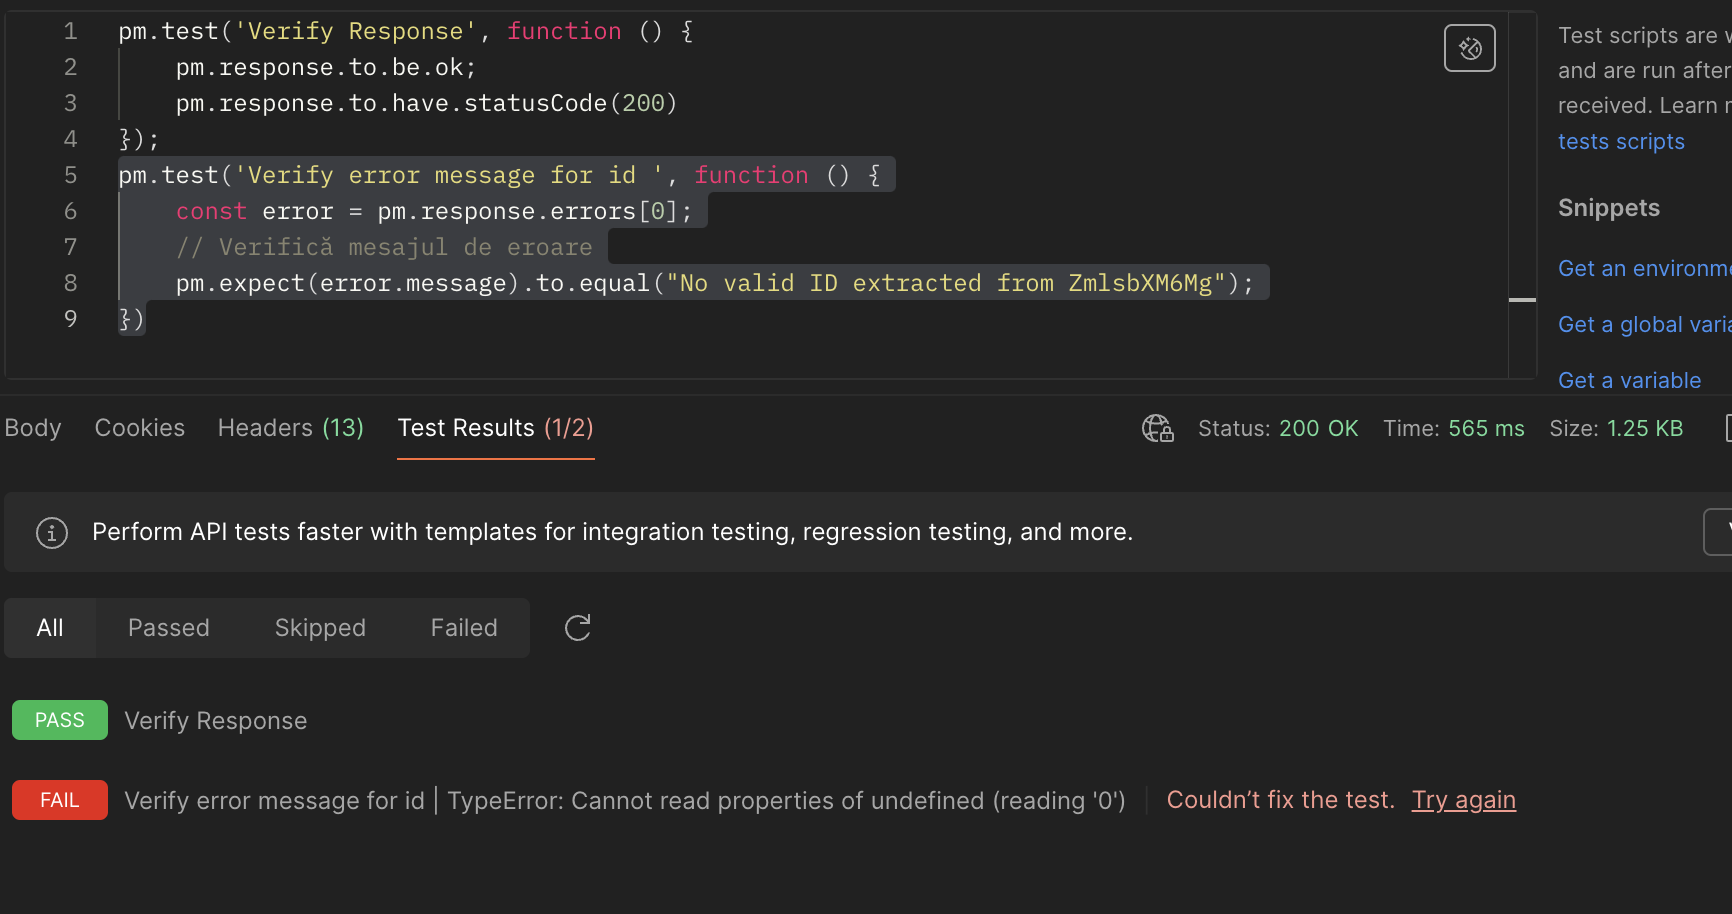 1 pm.test('Verify Response', function () {
2 pm.response.to.be.ok;
3 pm.response.to.have.statusCode(200)
4 });
5 pm.test('Verify error message for id ', function () {
6 const error = pm.response.errors[0];
7 // Verifică mesajul de eroare
8 pm.expect(error.message).to.equal("No valid ID extracted from ZmlsbXM6Mg");
9 })
Test scripts are
and are run after
received. Learn
tests scripts
Snippets
Get an environm
Get a global vari
Get a variable
Body Cookies Headers (13) Test Results (1/2) Status: 200 OK Time: 565 ms Size: 1.25 KB
Perform API tests faster with templates for integration testing, regression testing, and more.
All Passed Skipped Failed
PASS Verify Response
FAIL Verify error message for id | TypeError: Cannot read properties of undefined (reading '0') Couldn’t fix the test. Try again